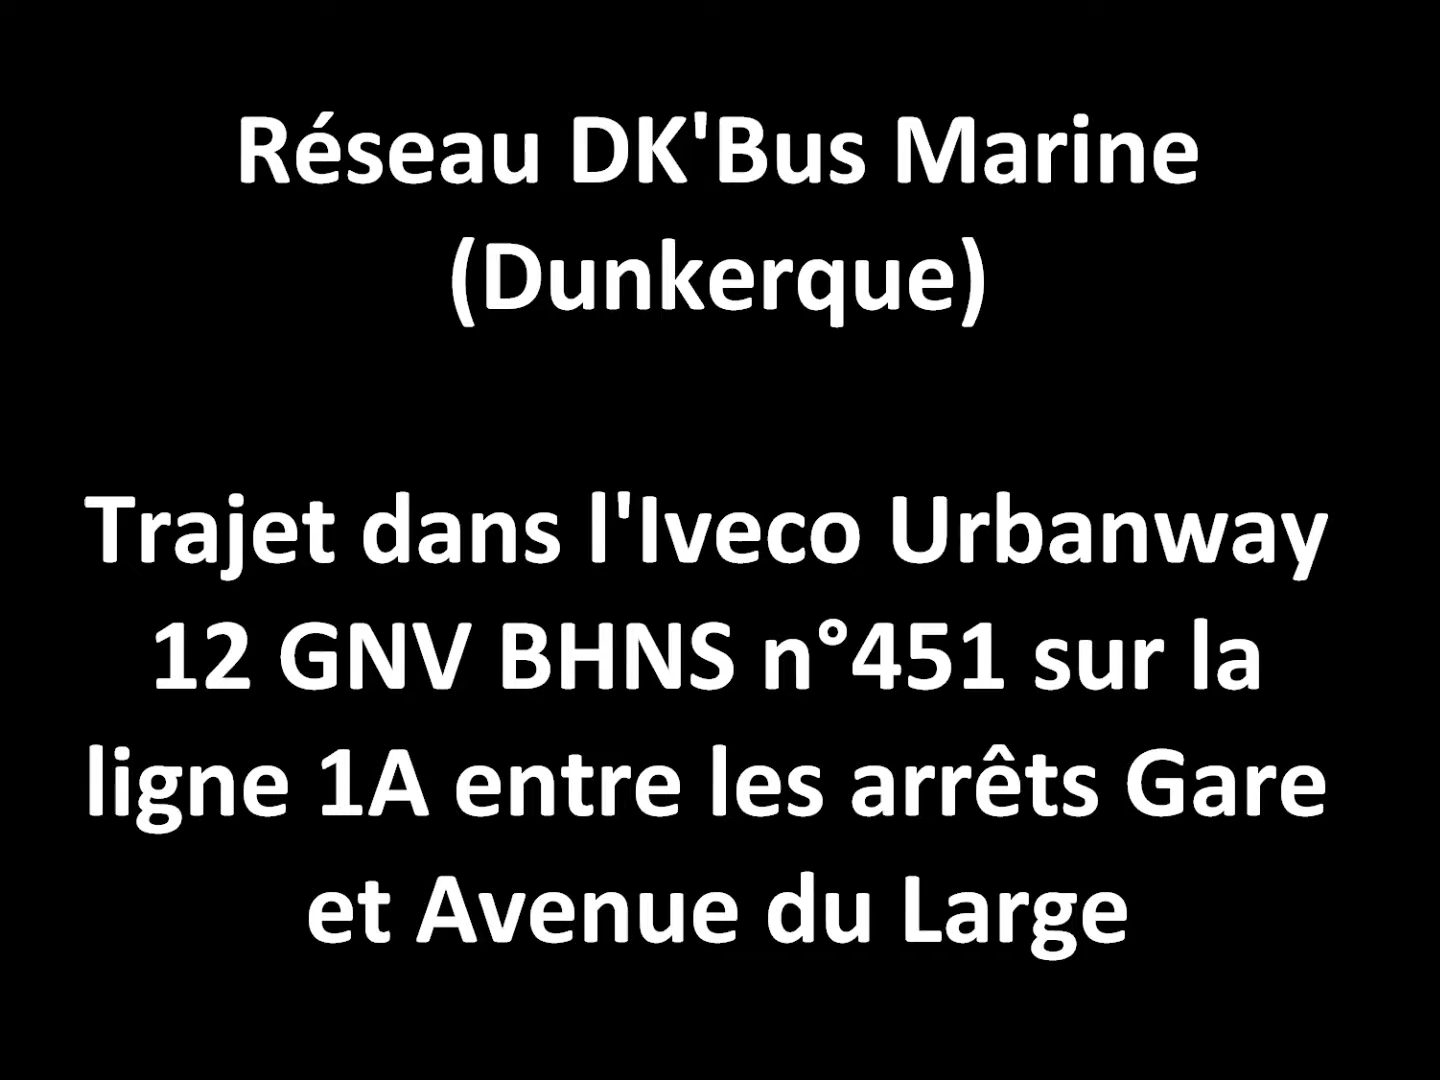 Réseau DK'Bus Marine
(Dunkerque)
Trajet dans l'Iveco Urbanway
12 GNV BHNS n°451 sur la
ligne 1A entre les arrêts Gare
et Avenue du Large